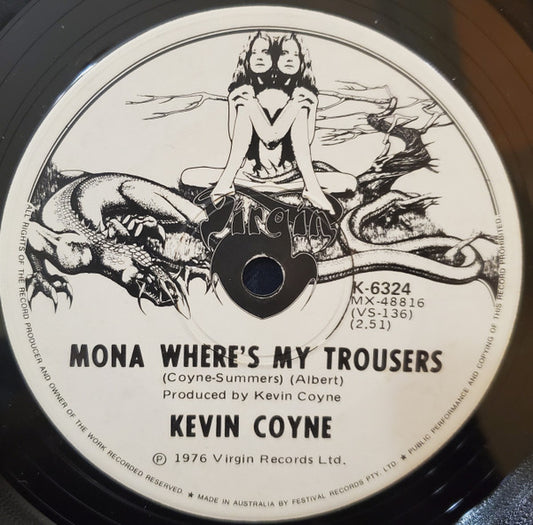 Virgin
K-6324
MX-48816
(VS-136)
(2.51)
MONA WHERE'S MY TROUSERS
(Coyne-Summers) (Albert)
Produced by Kevin Coyne
KEVIN COYNE
Ⓟ 1976 Virgin Records Ltd.
ALL RIGHTS OF THE RECORD PRODUCER AND OWNER OF THE WORK RECORDED RESERVED. ★ MADE IN AUSTRALIA BY FESTIVAL RECORDS PTY. LTD. ★ PUBLIC PERFORMANCE AND COPYING OF THIS RECORD PROHIBITED.